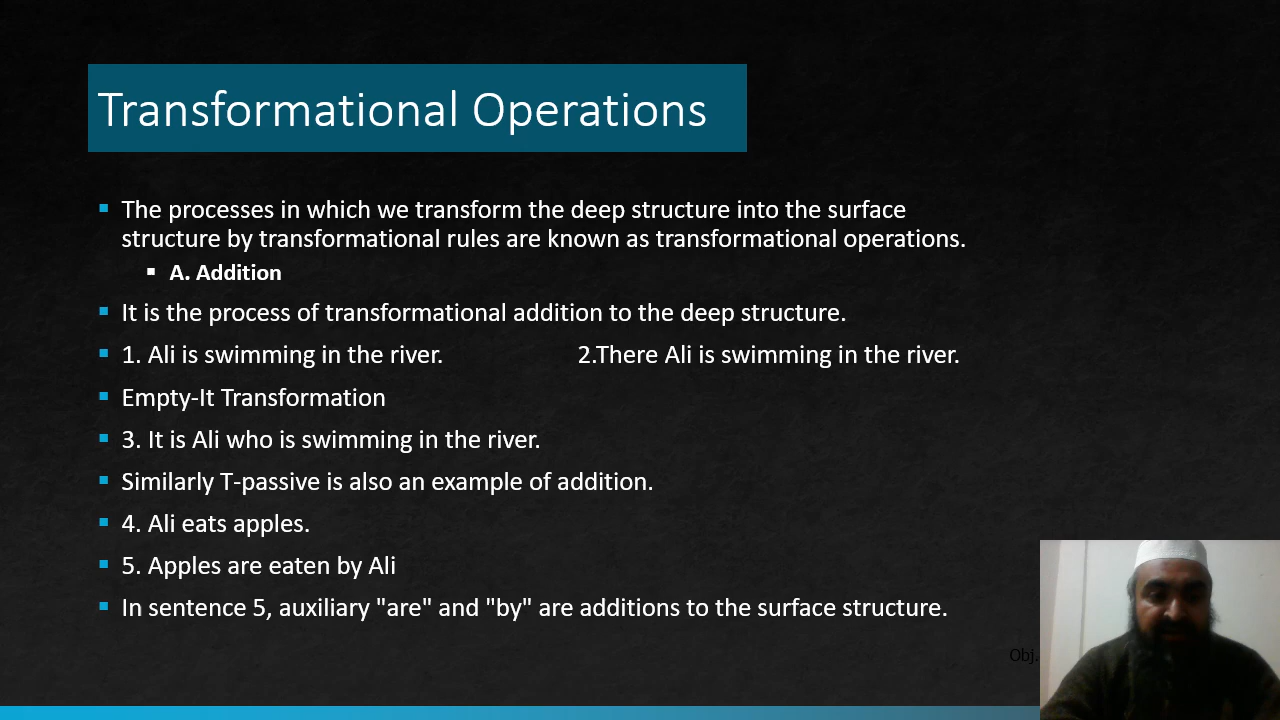 Transformational Operations
The processes in which we transform the deep structure into the surface
structure by transformational rules are known as transformational operations.
A. Addition
It is the process of transformational addition to the deep structure.
1. Ali is swimming in the river. 2.There Ali is swimming in the river.
Empty-It Transformation
3. It is Ali who is swimming in the river.
Similarly T-passive is also an example of addition.
4. Ali eats apples.
5. Apples are eaten by Ali
In sentence 5, auxiliary "are" and "by" are additions to the surface structure.
Obj.